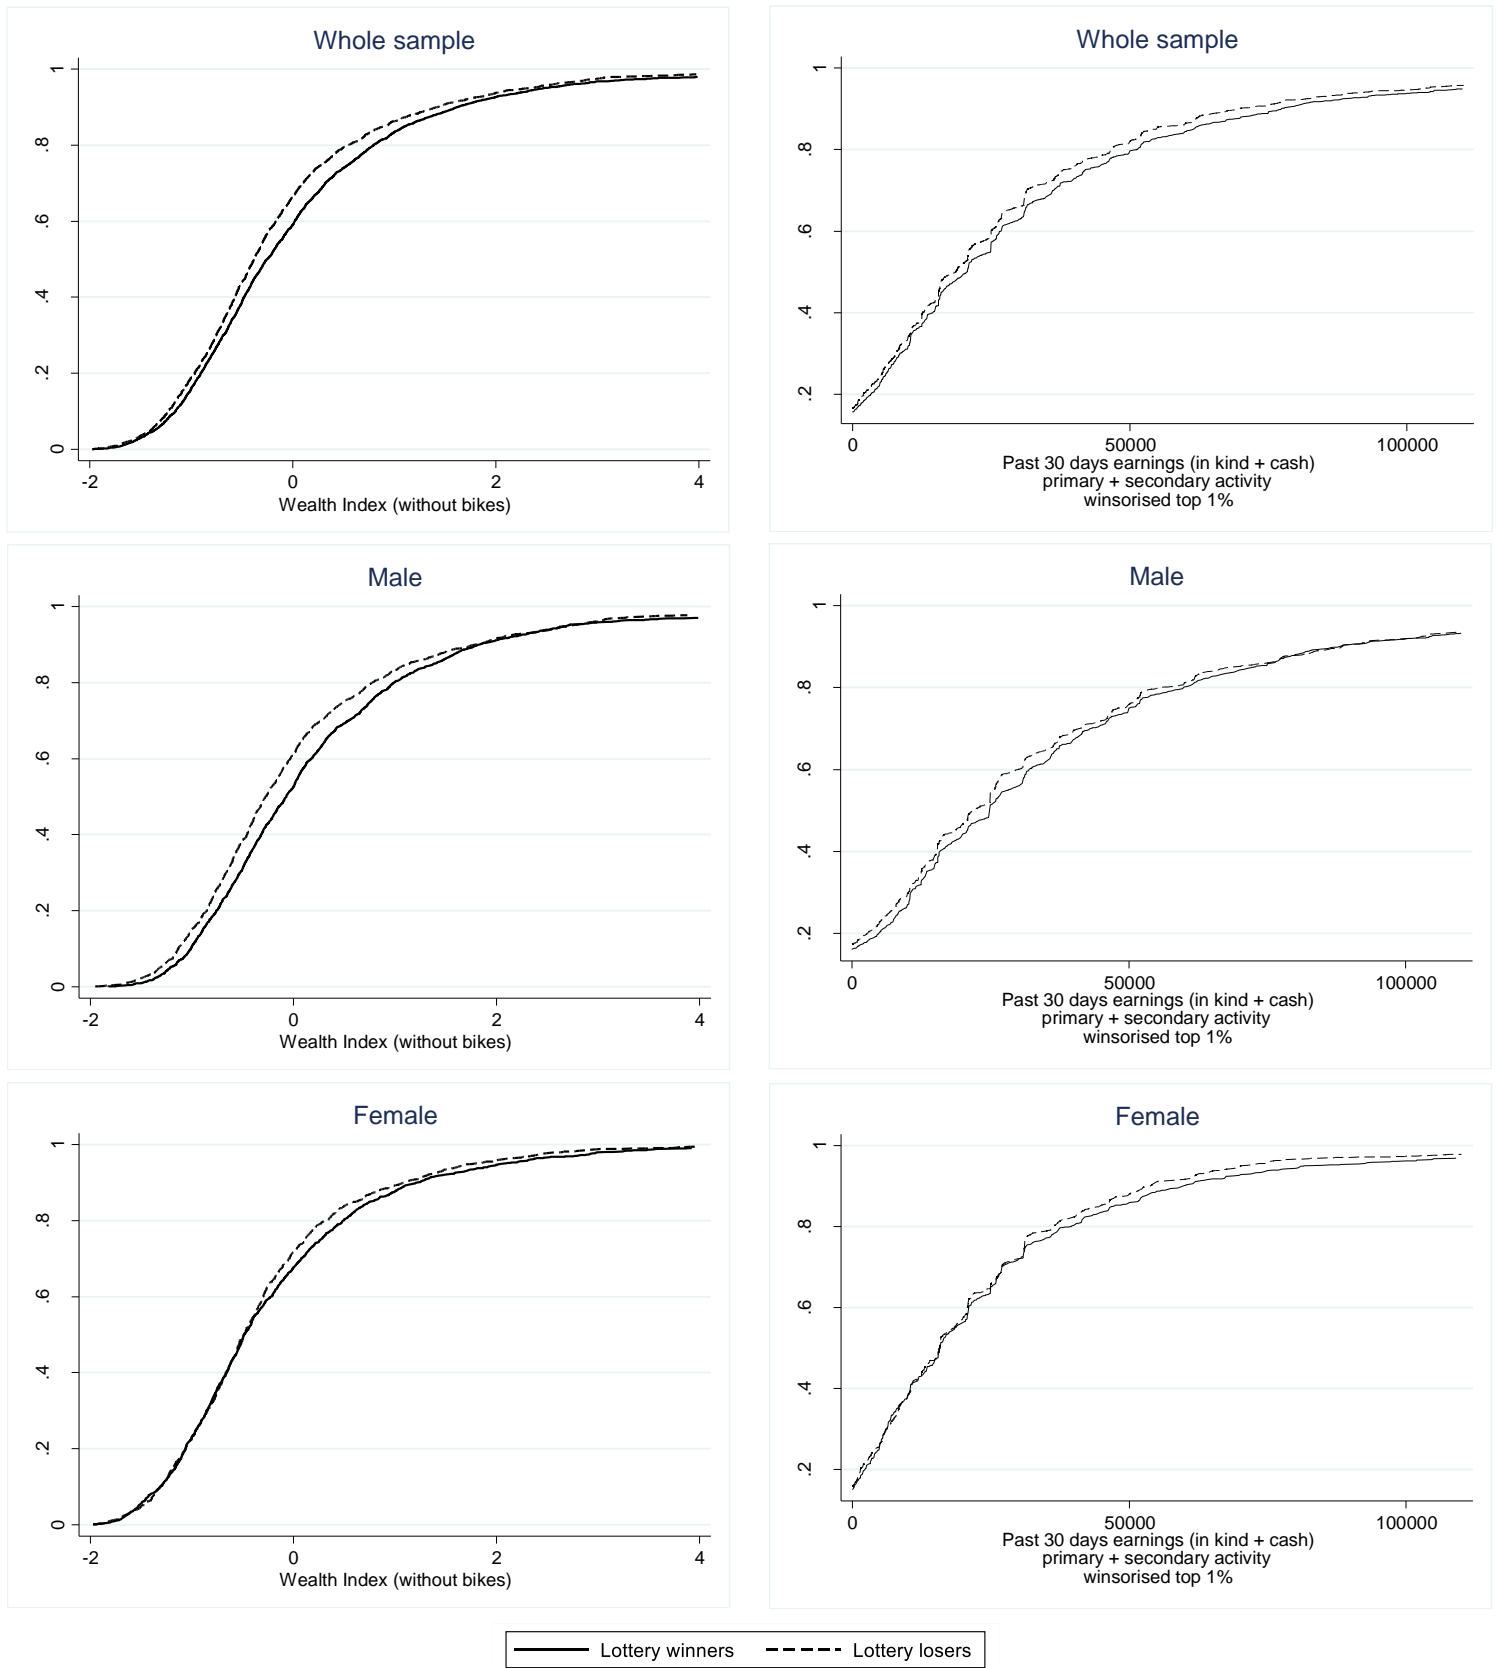 Whole sample
1
.8
.6
.4
.2
0
-2 0 2 4
Wealth Index (without bikes)
Whole sample
1
.8
.6
.4
.2
0 50000 100000
Past 30 days earnings (in kind + cash)
primary + secondary activity
winsorised top 1%
Male
1
.8
.6
.4
.2
0
-2 0 2 4
Wealth Index (without bikes)
Male
1
.8
.6
.4
.2
0 50000 100000
Past 30 days earnings (in kind + cash)
primary + secondary activity
winsorised top 1%
Female
1
.8
.6
.4
.2
0
-2 0 2 4
Wealth Index (without bikes)
Female
1
.8
.6
.4
.2
0 50000 100000
Past 30 days earnings (in kind + cash)
primary + secondary activity
winsorised top 1%
Lottery winners Lottery losers